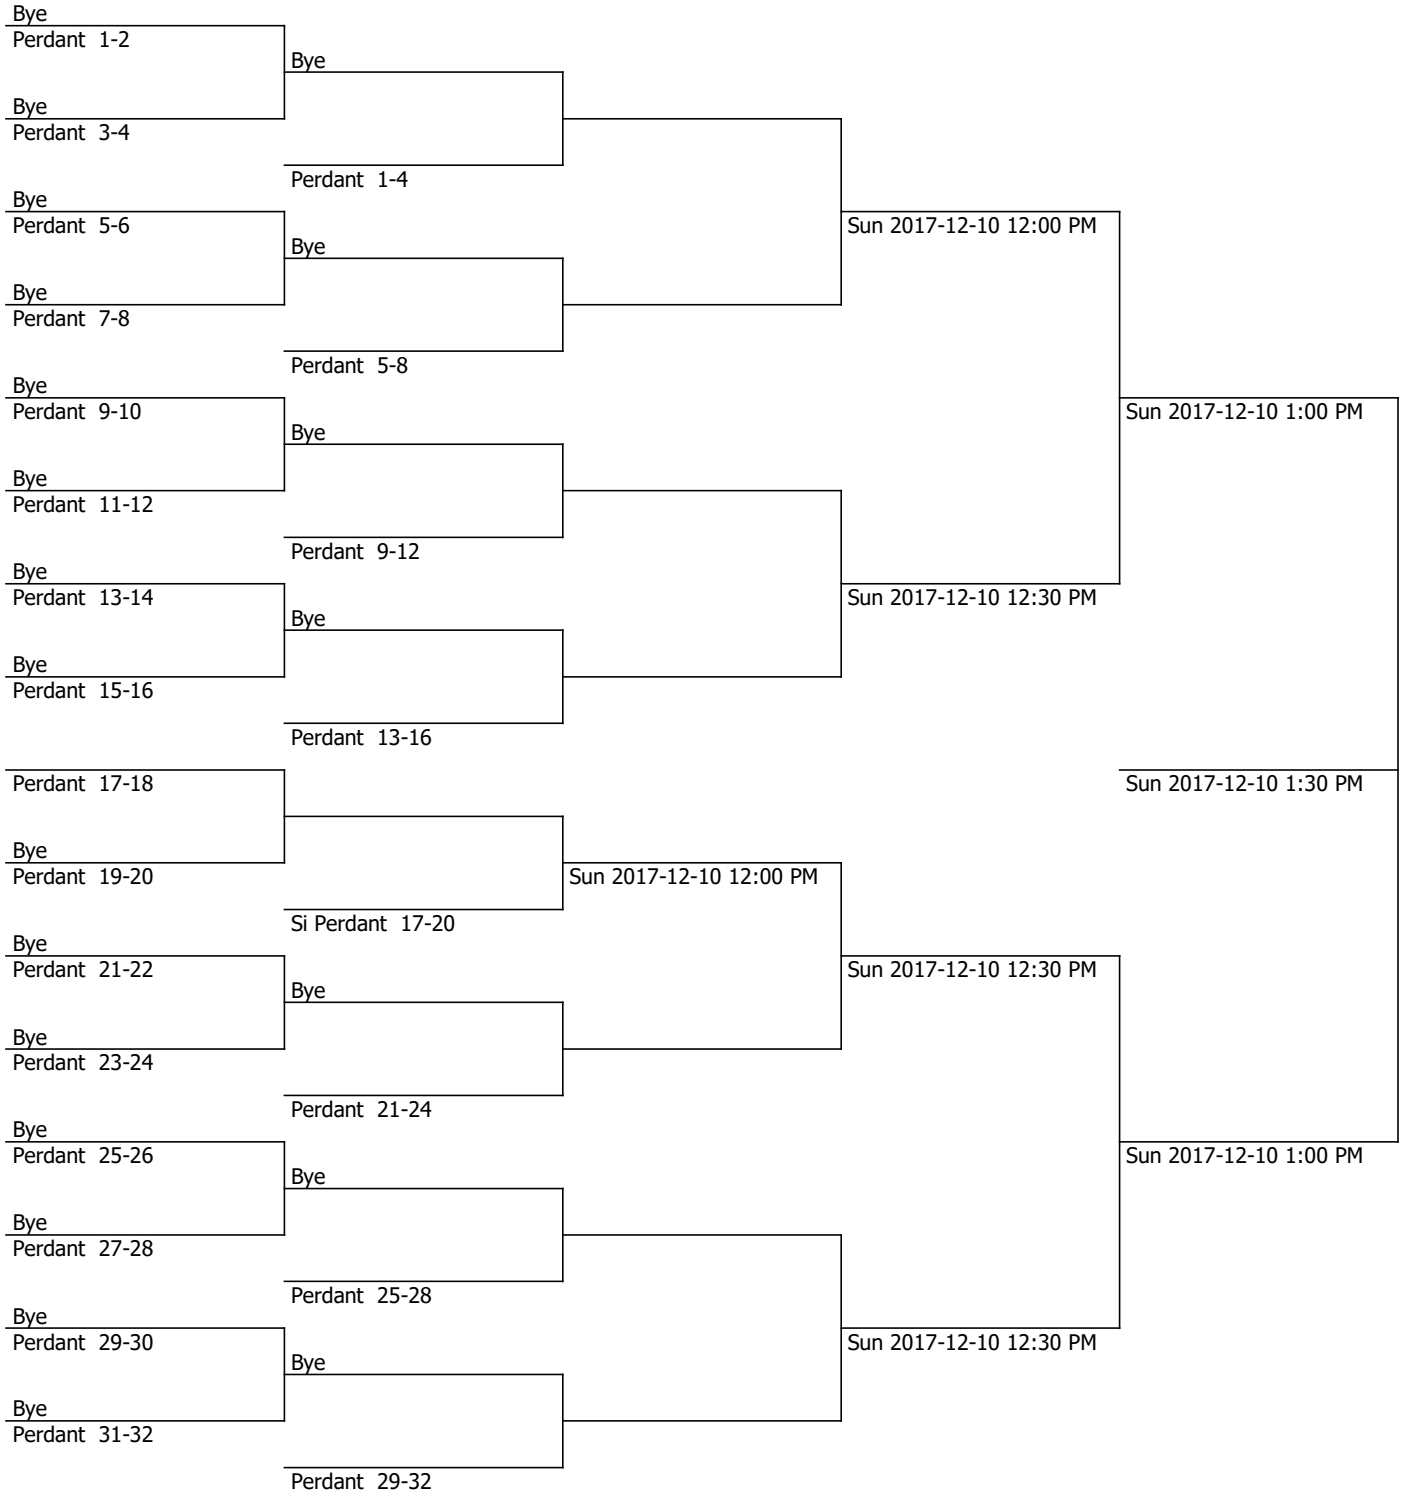 Bye
Perdant 1-2
Bye
Bye
Perdant 3-4
Perdant 1-4
Bye
Perdant 5-6
Sun 2017-12-10 12:00 PM
Bye
Bye
Perdant 7-8
Perdant 5-8
Bye
Perdant 9-10
Sun 2017-12-10 1:00 PM
Bye
Bye
Perdant 11-12
Perdant 9-12
Bye
Perdant 13-14
Sun 2017-12-10 12:30 PM
Bye
Bye
Perdant 15-16
Perdant 13-16
Perdant 17-18
Sun 2017-12-10 1:30 PM
Bye
Perdant 19-20
Sun 2017-12-10 12:00 PM
Si Perdant 17-20
Bye
Perdant 21-22
Sun 2017-12-10 12:30 PM
Bye
Bye
Perdant 23-24
Perdant 21-24
Bye
Perdant 25-26
Sun 2017-12-10 1:00 PM
Bye
Bye
Perdant 27-28
Perdant 25-28
Bye
Perdant 29-30
Sun 2017-12-10 12:30 PM
Bye
Bye
Perdant 31-32
Perdant 29-32